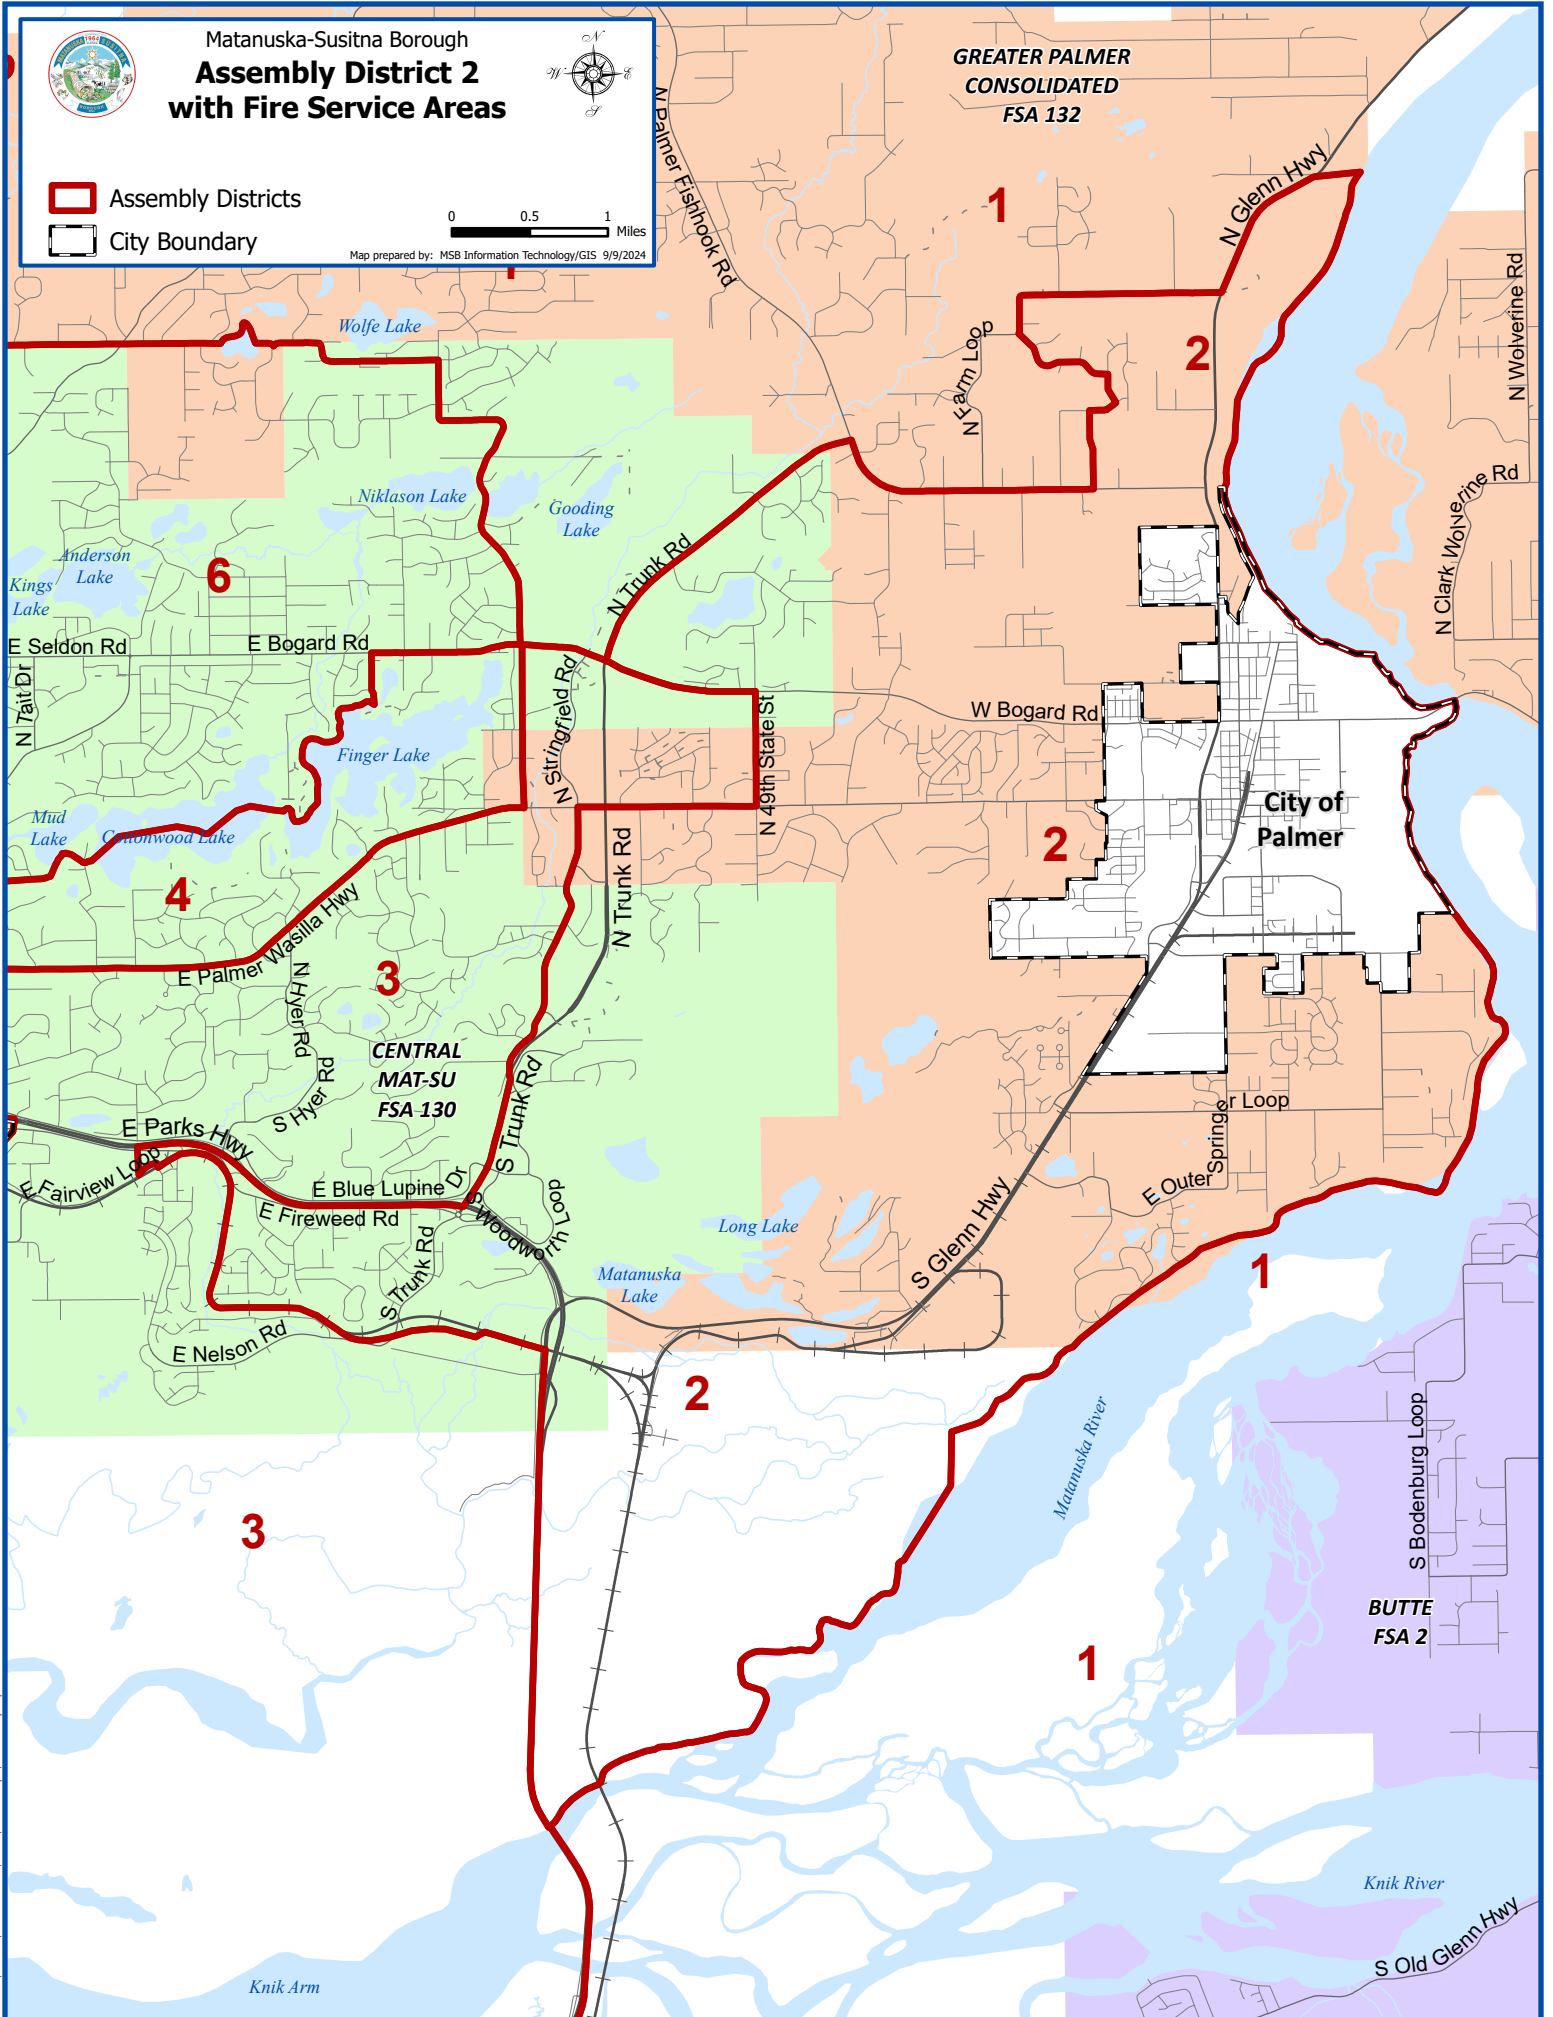 Matanuska-Susitna Borough
Assembly District 2
with Fire Service Areas
N
W
E
S
Assembly Districts
City Boundary
0 0.5 1
Miles
Map prepared by: MSB Information Technology/GIS 9/9/2024
GREATER PALMER
CONSOLIDATED
FSA 132
N Palmer Fishhook Rd
1
N Glenn Hwy
N Wolverine Rd
Wolfe Lake
N Farm Loop
2
Niklason Lake
Gooding
Lake
N Clark Wolverine Rd
Anderson
Lake
Kings
Lake
6
N Trunk Rd
E Seldon Rd
E Bogard Rd
N Tait Dr
N Stringfield Rd
N 49th State St
W Bogard Rd
Finger Lake
Mud
Lake
Cottonwood Lake
City of
Palmer
2
4
N Trunk Rd
E Palmer Wasilla Hwy
3
N Hyer Rd
CENTRAL
MAT-SU
FSA 130
S Hyer Rd
S Trunk Rd
E Parks Hwy
E Fairview Loop
E Blue Lupine Dr
E Fireweed Rd
S Woodworth Loop
S Trunk Rd
E Nelson Rd
Springer Loop
E Outer
Long Lake
Matanuska
Lake
S Glenn Hwy
1
2
Matanuska River
S Bodenburg Loop
3
BUTTE
FSA 2
1
Knik River
S Old Glenn Hwy
Knik Arm